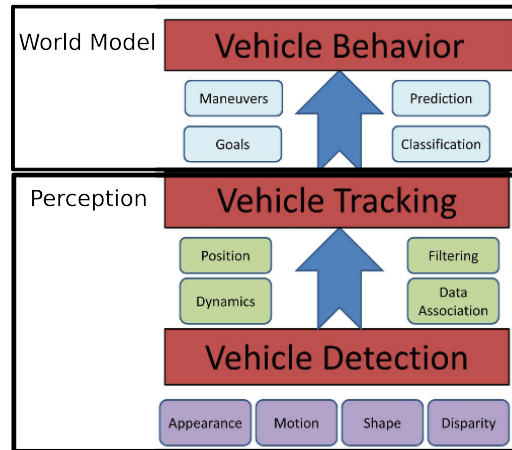 World Model
Vehicle Behavior
Maneuvers
Prediction
Goals
Classification
Perception
Vehicle Tracking
Position
Filtering
Dynamics
Data
Association
Vehicle Detection
Appearance
Motion
Shape
Disparity